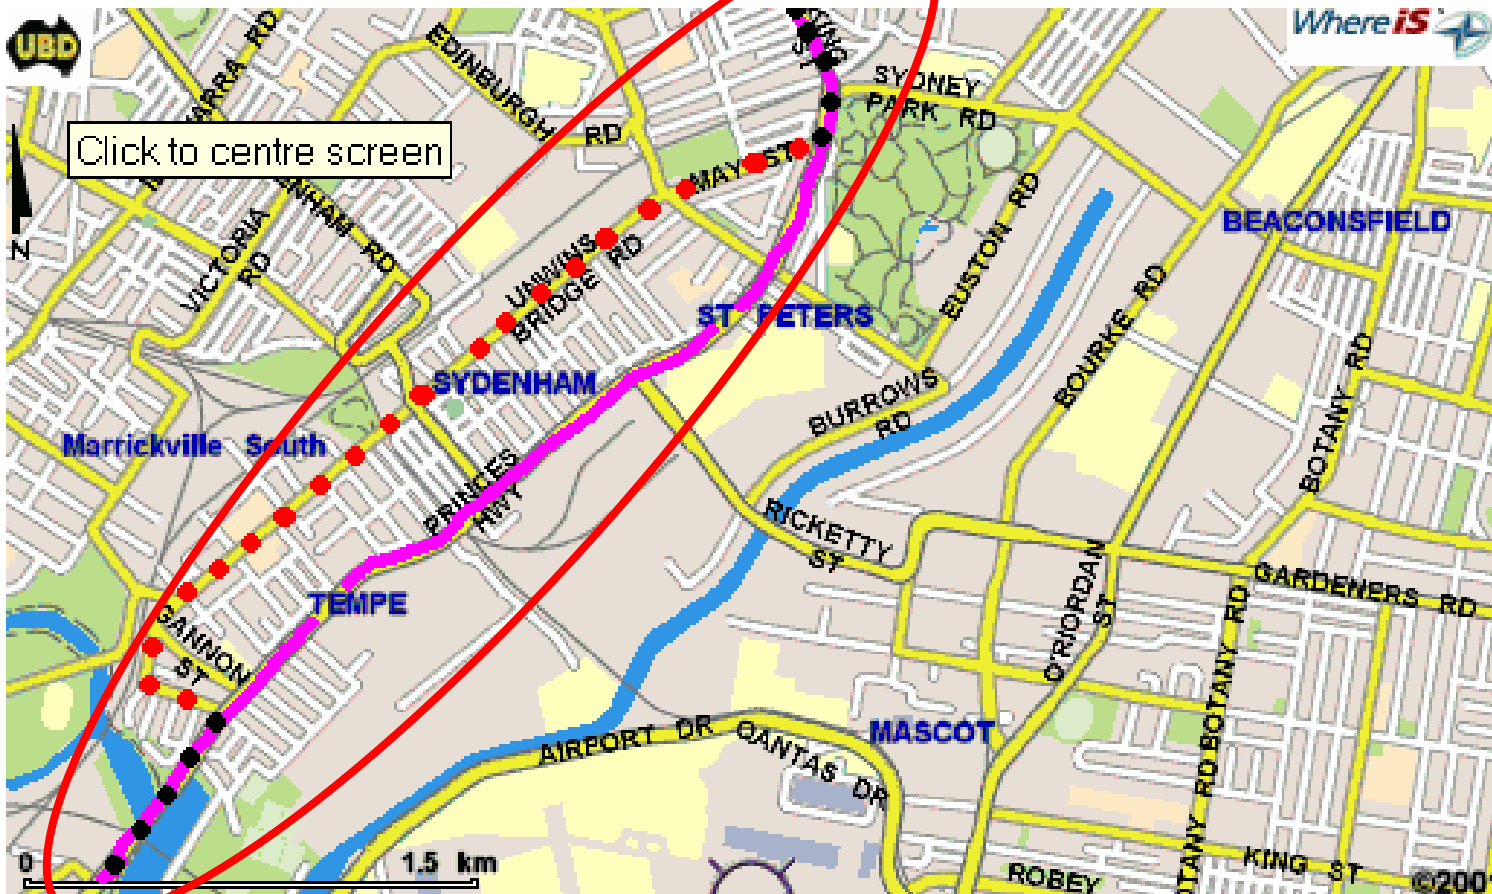 UBD
Where iS
Click to centre screen
N
EDINBURGH RD
KING ST
SYDNEY
PARK RD
MAY ST
VICTORIA
RD
UNWINS
BRIDGE RD
EUSTON RD
BEACONSFIELD
BOURKE RD
ST PETERS
SYDENHAM
BURROWS
RD
BOTANY RD
Marrickville South
PRINCES
HWY
RICKETTY
ST
O'RIORDAN
ST
GARDENERS RD
TEMPE
GANNON
ST
BOTANY RD
MASCOT
AIRPORT DR
QANTAS DR
0
1.5 km
KING ST
ROBEY